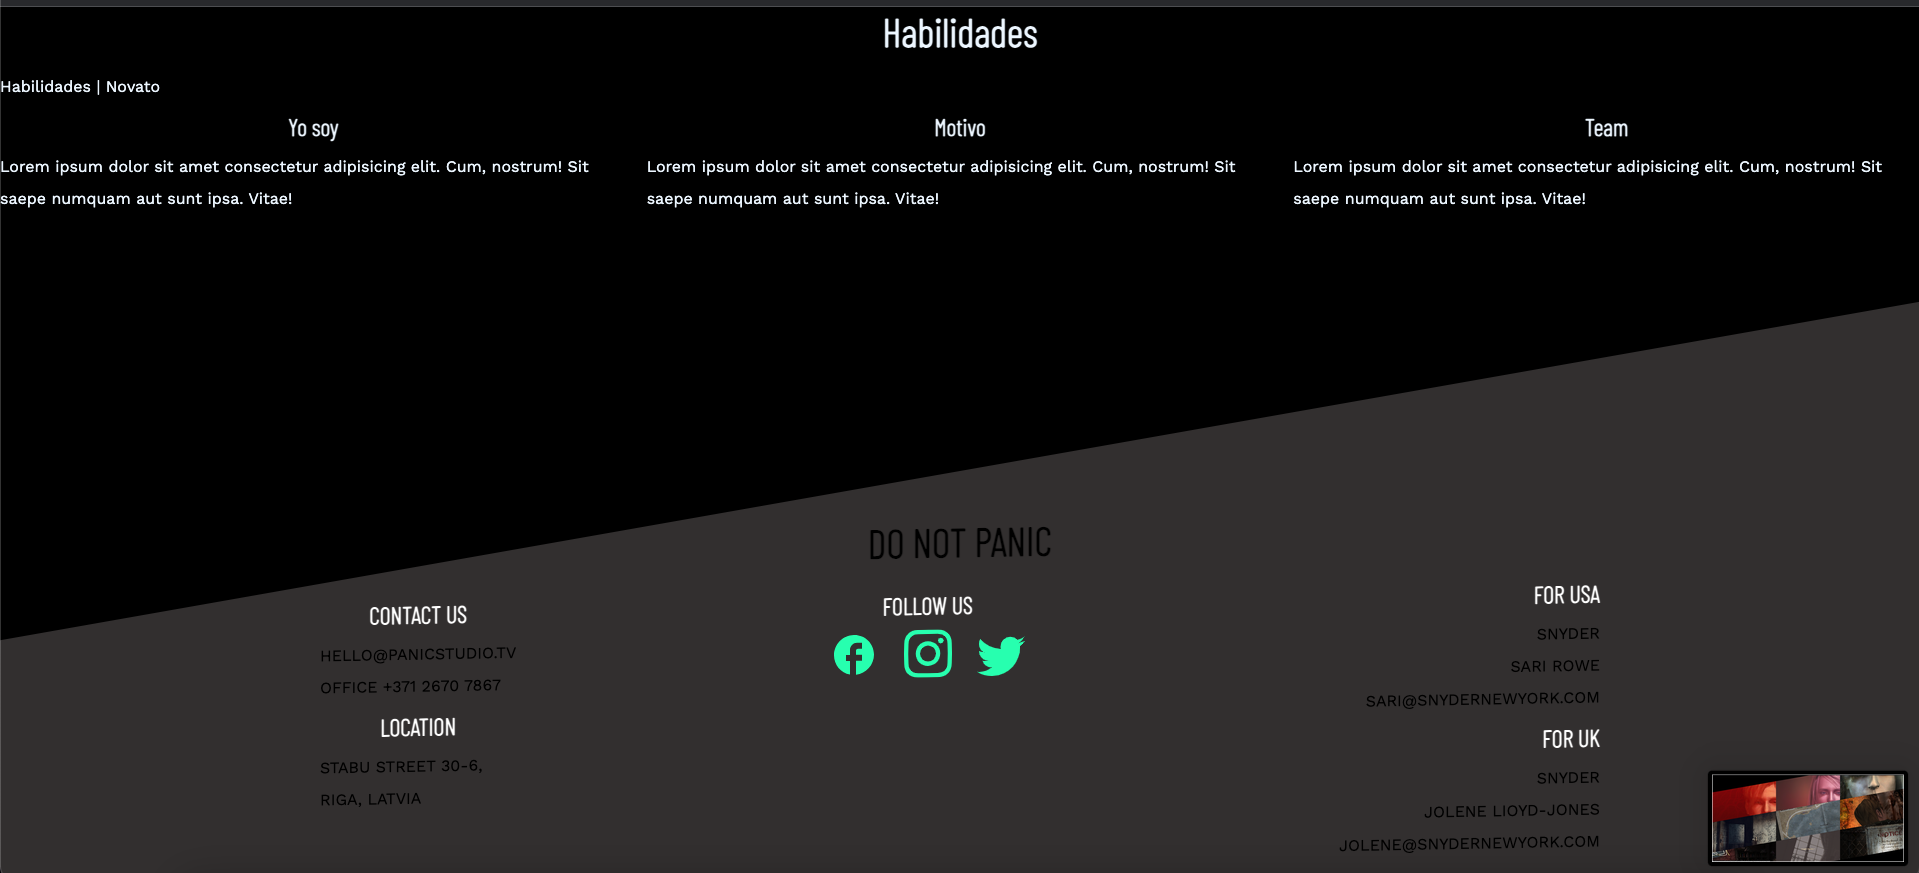 Habilidades
Habilidades | Novato
Yo soy
Lorem ipsum dolor sit amet consectetur adipisicing elit. Cum, nostrum! Sit
saepe numquam aut sunt ipsa. Vitae!
Motivo
Lorem ipsum dolor sit amet consectetur adipisicing elit. Cum, nostrum! Sit
saepe numquam aut sunt ipsa. Vitae!
Team
Lorem ipsum dolor sit amet consectetur adipisicing elit. Cum, nostrum! Sit
saepe numquam aut sunt ipsa. Vitae!
DO NOT PANIC
CONTACT US
HELLO@PANICSTUDIO.TV
OFFICE +371 2670 7867
LOCATION
STABU STREET 30-6,
RIGA, LATVIA
FOLLOW US
FOR USA
SNYDER
SARI ROWE
SARI@SNYDERNEWYORK.COM
FOR UK
SNYDER
JOLENE LIOYD-JONES
JOLENE@SNYDERNEWYORK.COM